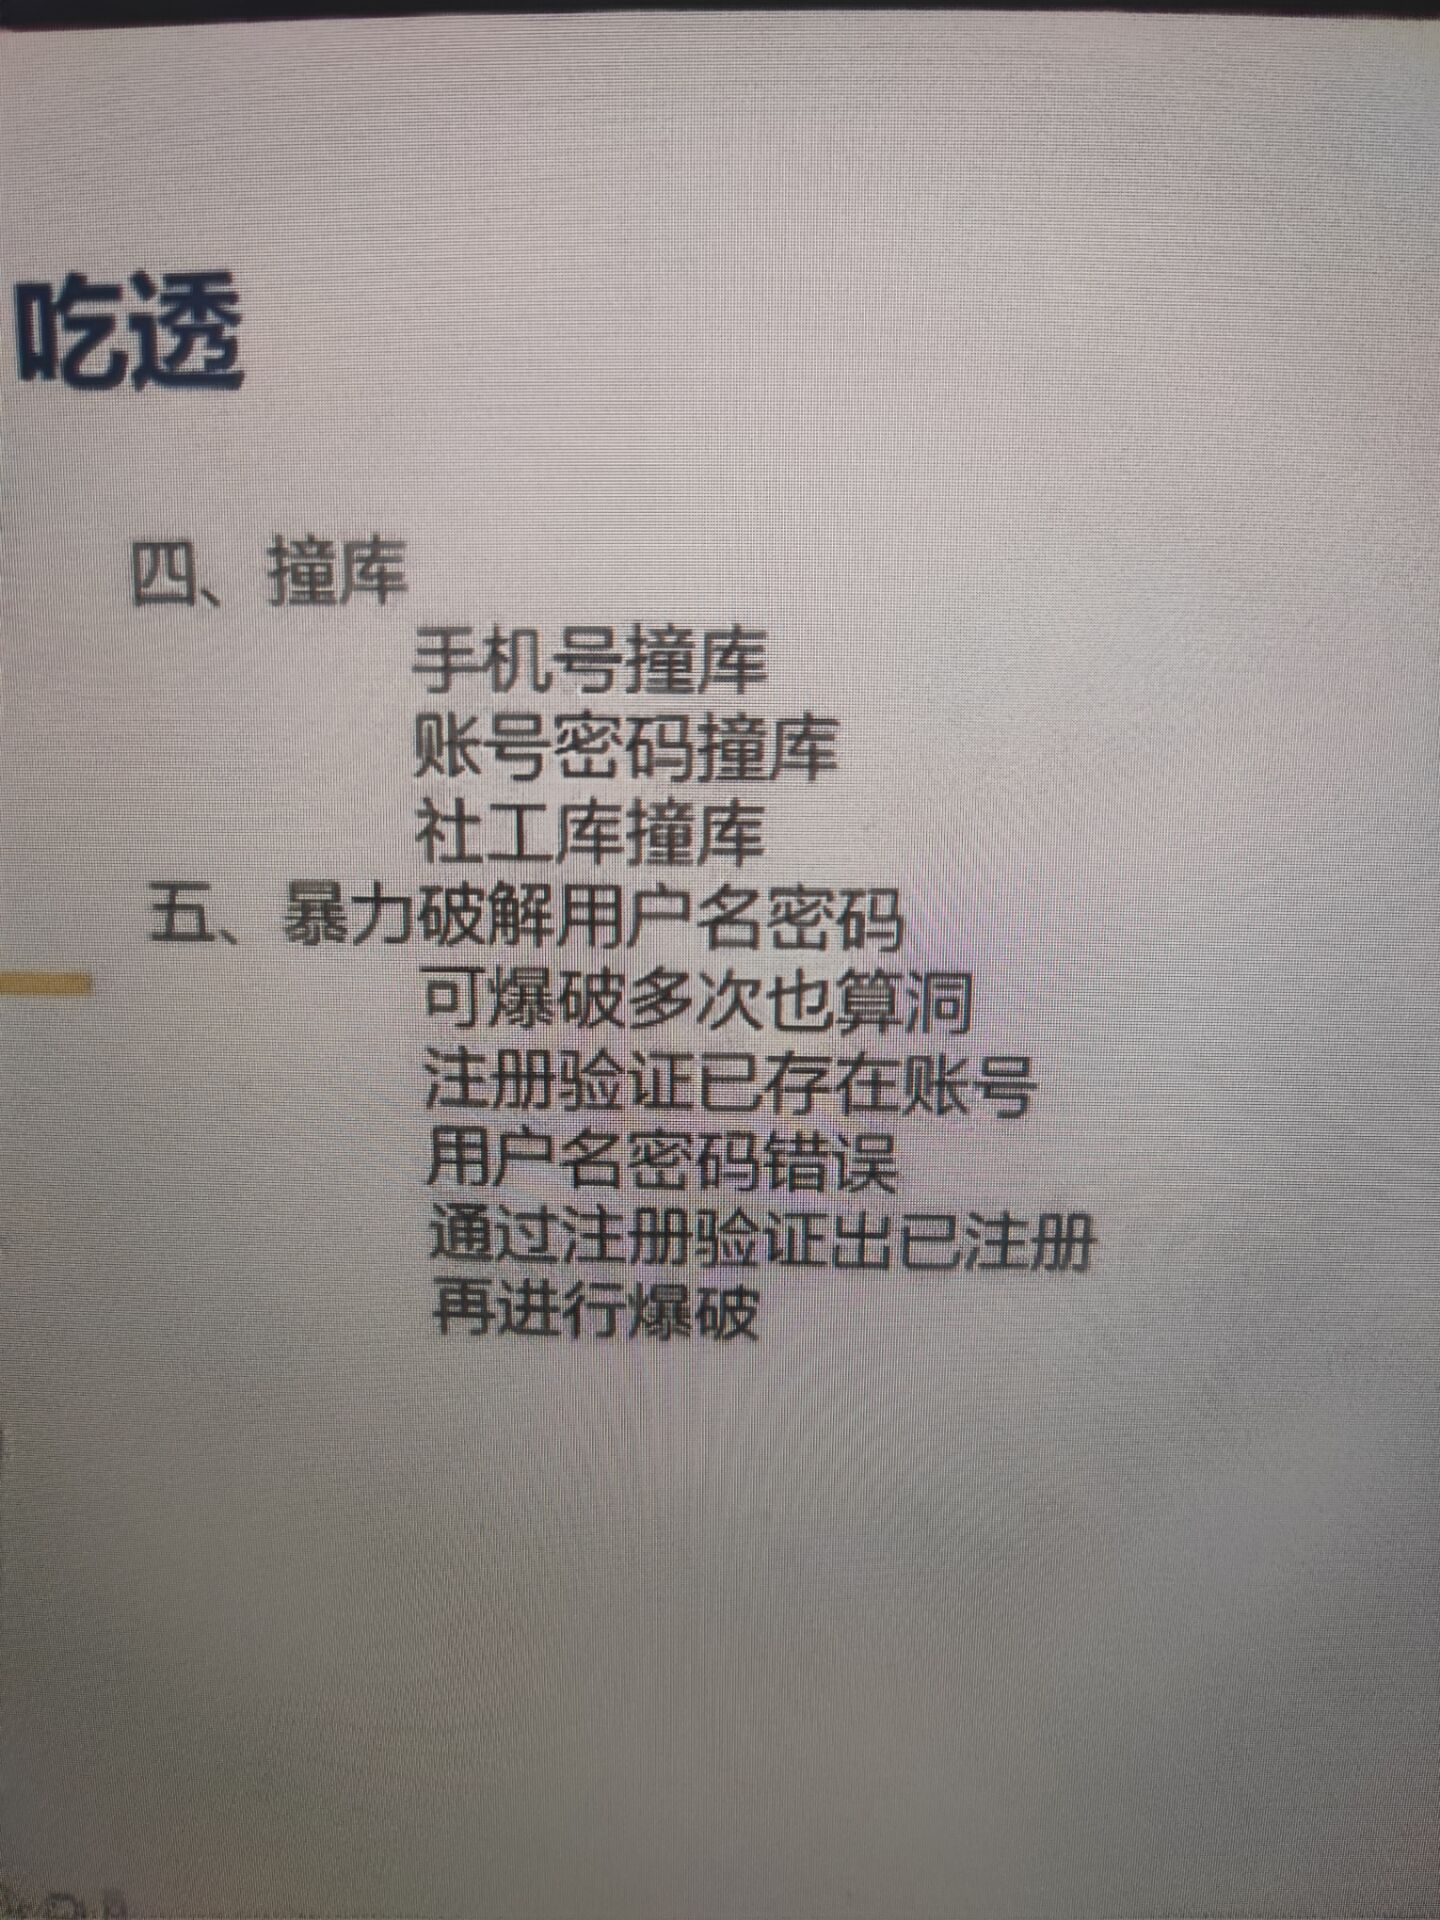 吃透
四、撞库
手机号撞库
账号密码撞库
社工库撞库
五、暴力破解用户名密码
可爆破多次也算洞
注册验证已存在账号
用户名密码错误
通过注册验证出已注册
再进行爆破